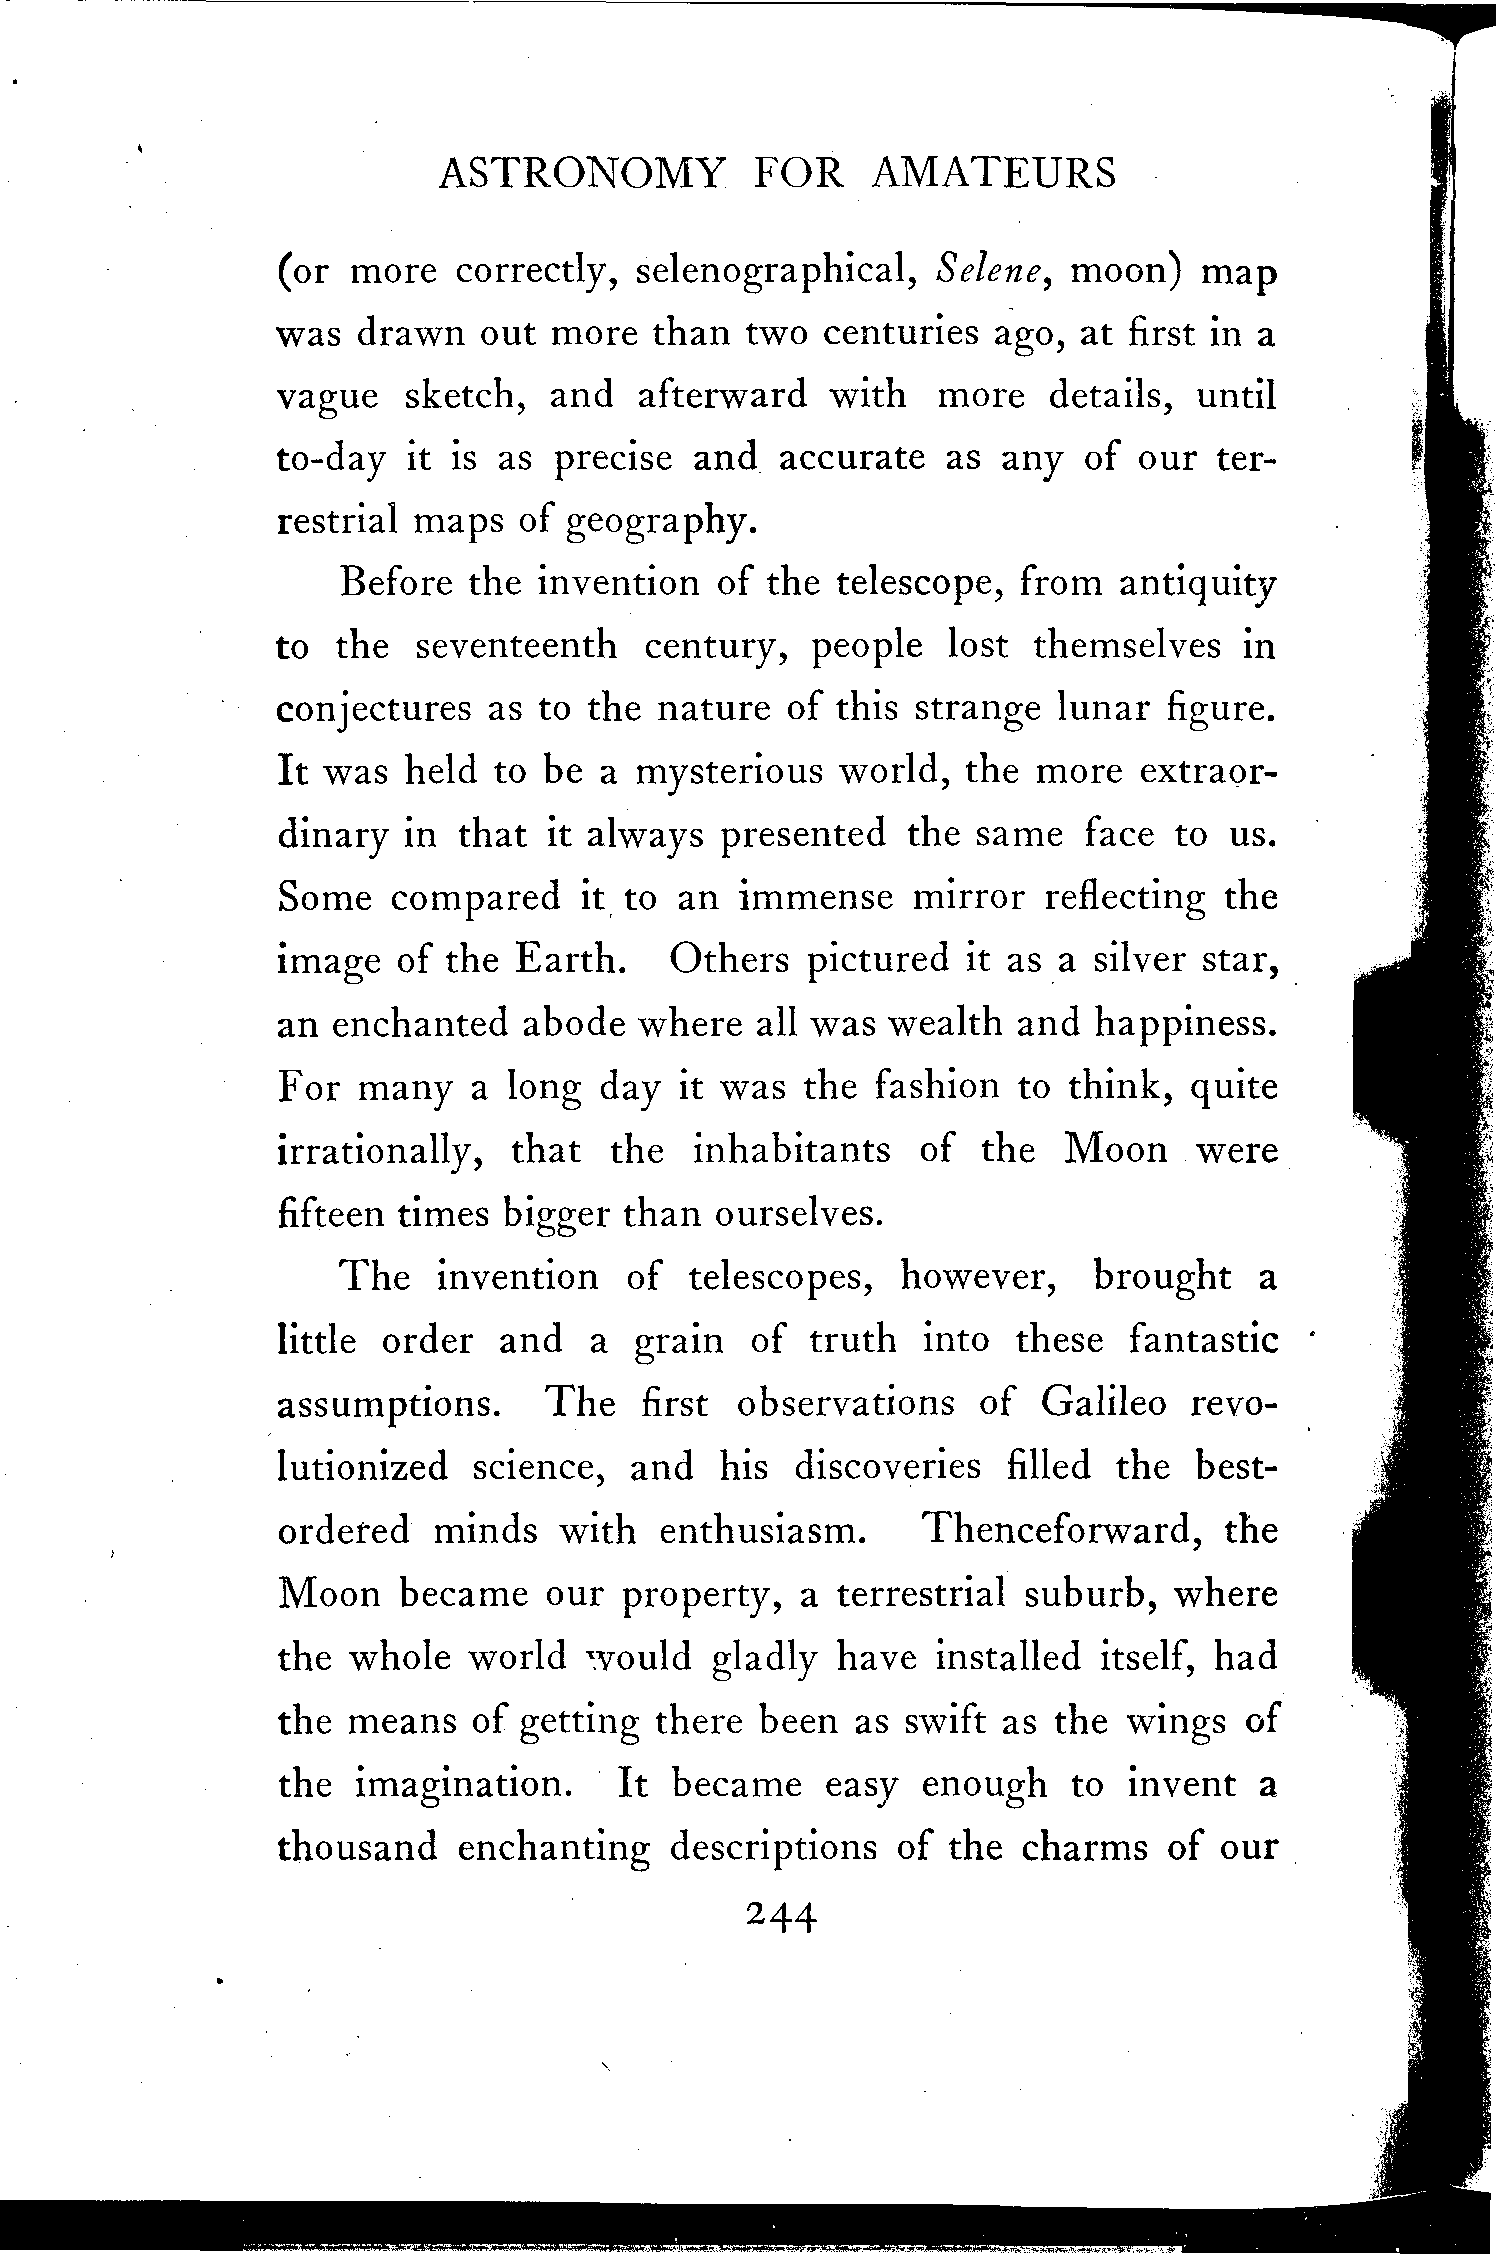 ASTRONOMY FOR AMATEURS
(or more correctly, selenographical, Selene, moon) map
was drawn out more than two centuries ago, at first in a
vague sketch, and afterward with more details, until
to-day it is as precise and accurate as any of our ter-
restrial maps of geography.
Before the invention of the telescope, from antiquity
to the seventeenth century, people lost themselves in
conjectures as to the nature of this strange lunar figure.
It was held to be a mysterious world, the more extraor-
dinary in that it always presented the same face to us.
Some compared it to an immense mirror reflecting the
image of the Earth. Others pictured it as a silver star,
an enchanted abode where all was wealth and happiness.
For many a long day it was the fashion to think, quite
irrationally, that the inhabitants of the Moon were
fifteen times bigger than ourselves.
The invention of telescopes, however, brought a
little order and a grain of truth into these fantastic
assumptions. The first observations of Galileo revo-
lutionized science, and his discoveries filled the best-
ordered minds with enthusiasm. Thenceforward, the
Moon became our property, a terrestrial suburb, where
the whole world would gladly have installed itself, had
the means of getting there been as swift as the wings of
the imagination. It became easy enough to invent a
thousand enchanting descriptions of the charms of our
244